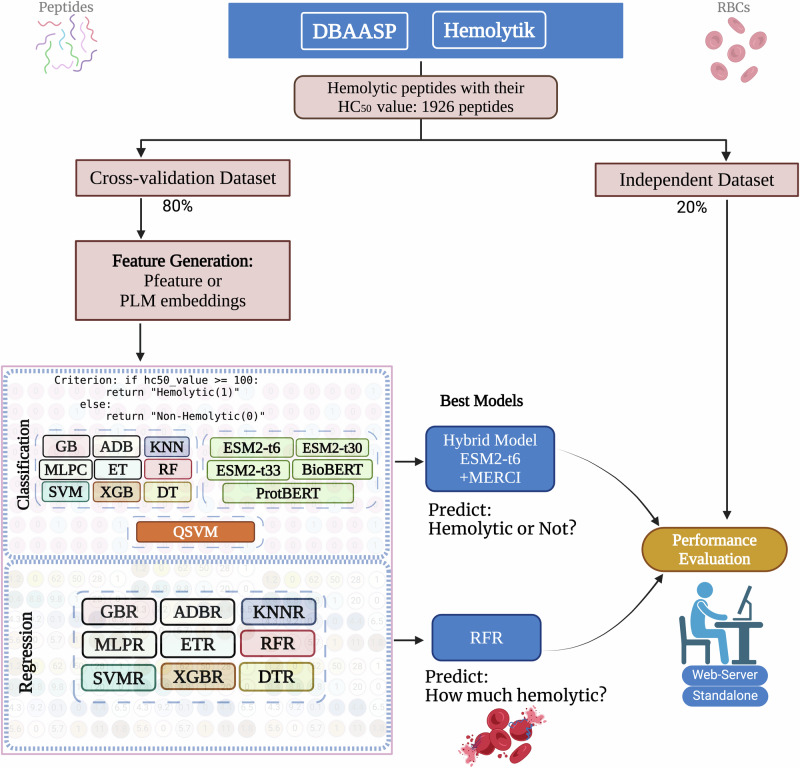 Peptides
DBAASP
Hemolytik
RBCs
Hemolytic peptides with their
HC50 value: 1926 peptides
Cross-validation Dataset
Independent Dataset
80%
20%
Feature Generation:
Pfeature or
PLM embeddings
Criterion: if hc50_value >= 100:
return "Hemolytic(1)"
else:
return "Non-Hemolytic(0)"
Classification
GB
ADB
KNN
MLPC
ET
RF
SVM
XGB
DT
ESM2-t6
ESM2-t30
ESM2-t33
BioBERT
ProtBERT
QSVM
Best Models
Hybrid Model
ESM2-t6
+MERCI
Predict:
Hemolytic or Not?
Performance
Evaluation
Regression
GBR
ADBR
KNNR
MLPR
ETR
RFR
SVMR
XGBR
DTR
RFR
Predict:
How much hemolytic?
Web-Server
Standalone